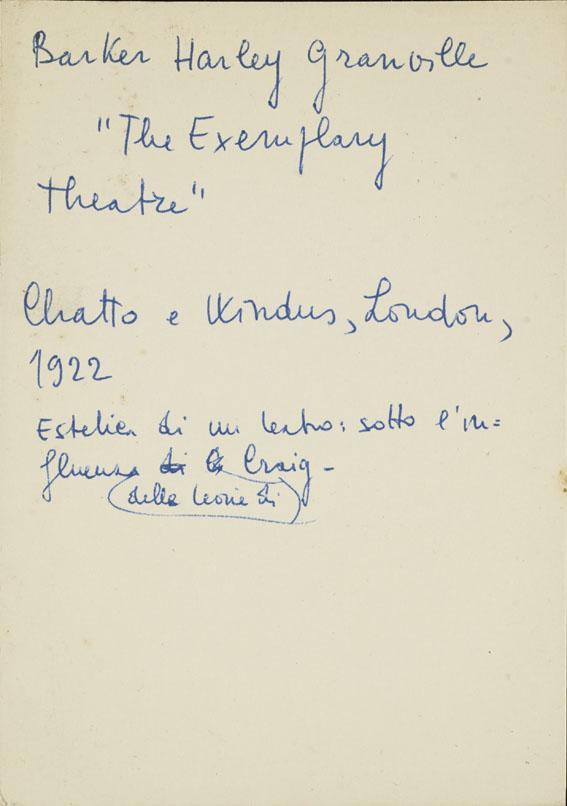 Barker Harley Granville
"The Exemplary
Theatre"
Chatto e Windus, London,
1922
Estetica di un teatro: sotto l'in=
fluenza di C Craig -
delle teorie di